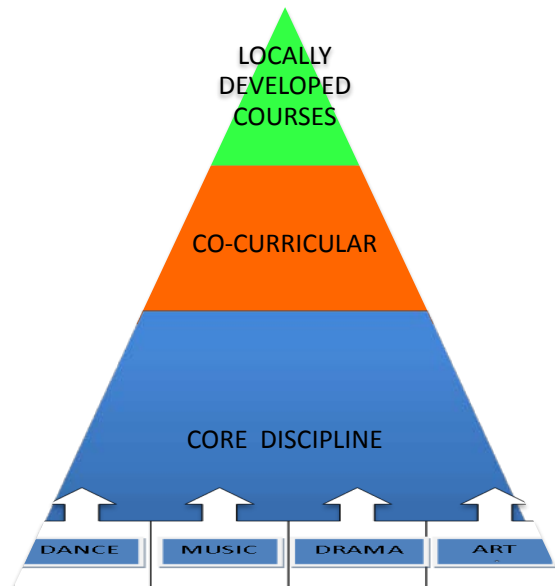 LOCALLY
DEVELOPED
COURSES
CO-CURRICULAR
CORE DISCIPLINE
DANCE MUSIC DRAMA ART